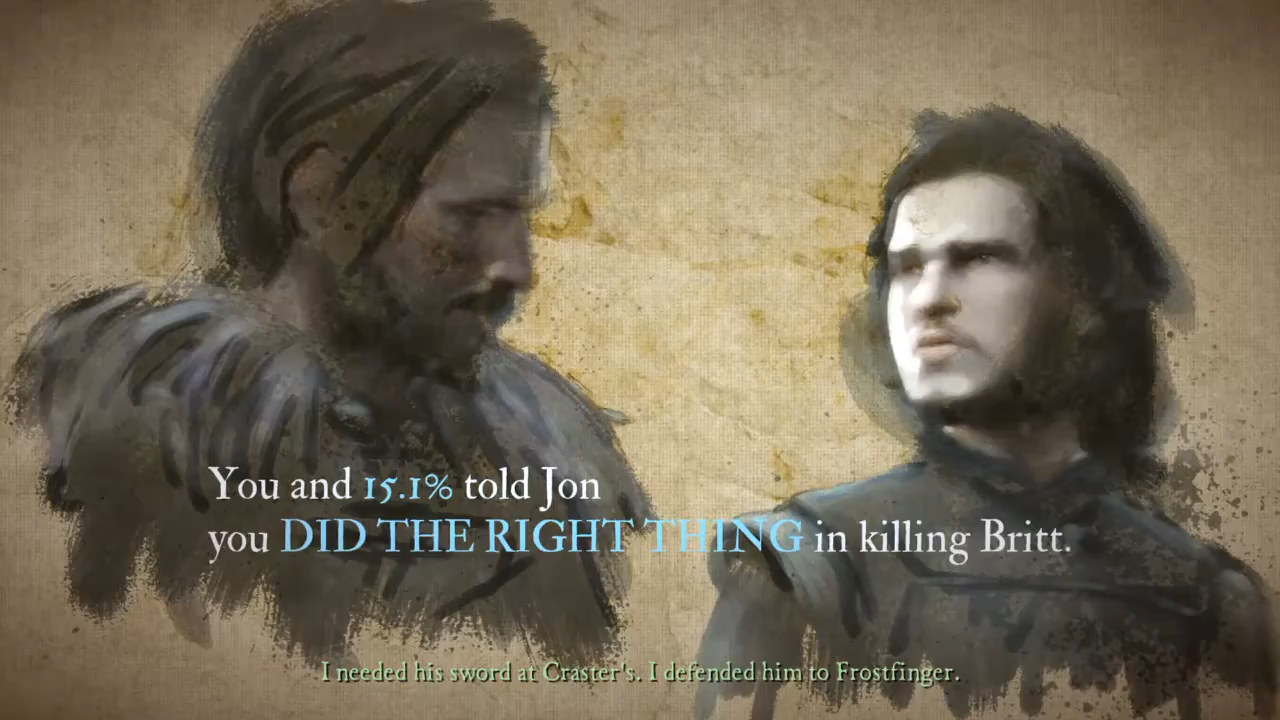 You and 15.1% told Jon
you DID THE RIGHT THING in killing Britt.
I needed his sword at Craster's. I defended him to Frostfinger.